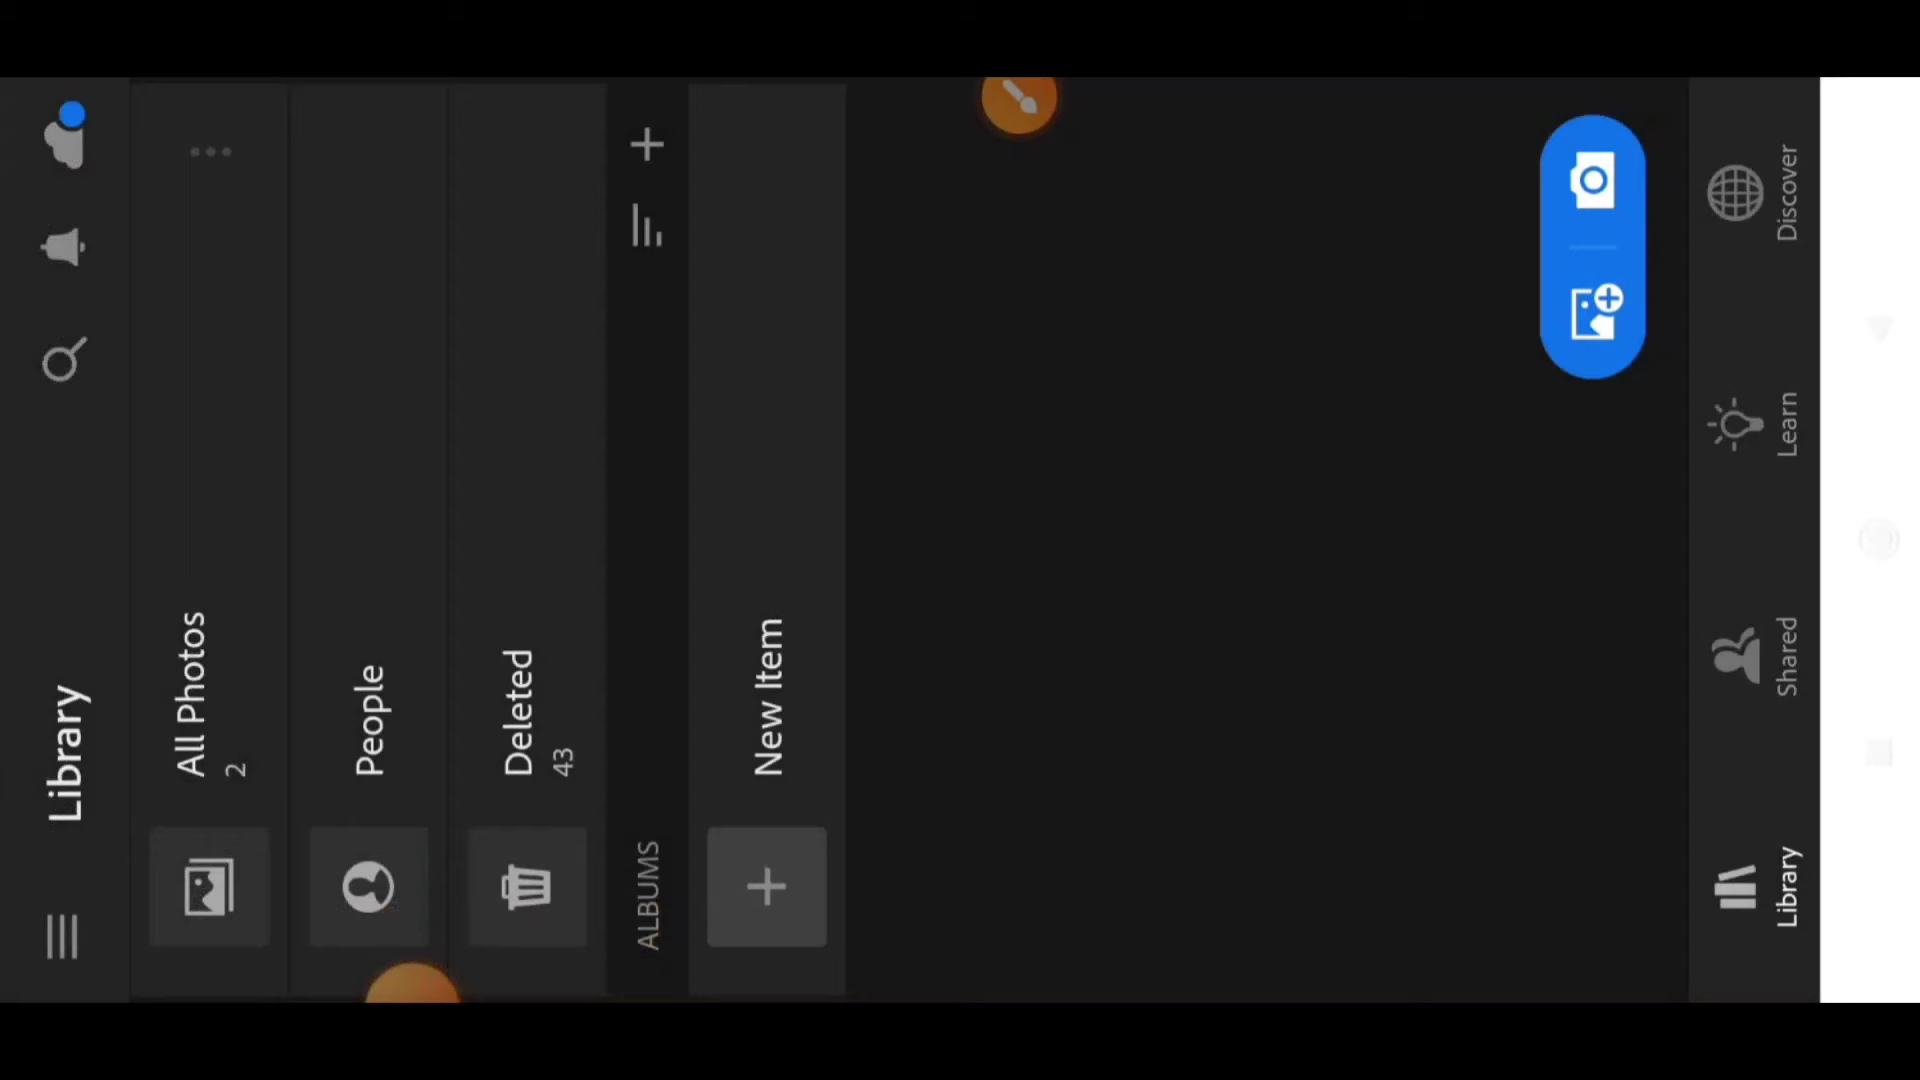 Library
All Photos
2
People
Deleted
43
ALBUMS
New Item
Library
Shared
Learn
Discover